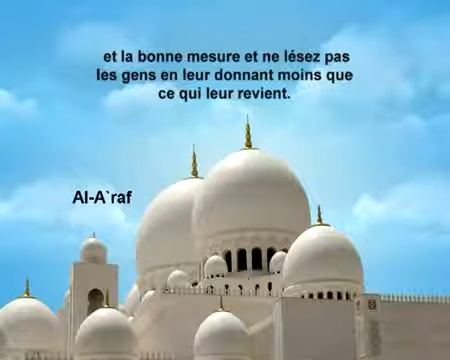 et la bonne mesure et ne lésez pas
les gens en leur donnant moins que
ce qui leur revient.
Al-A`raf